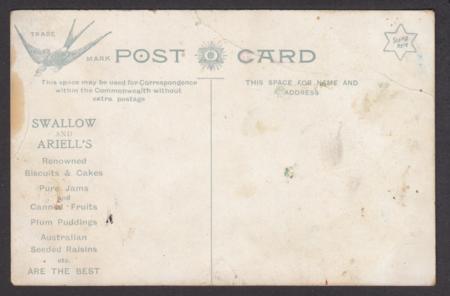 TRADE
MARK
POST CARD
STAMP
HERE
This space may be used for Correspondence
within the Commonwealth without
extra postage
THIS SPACE FOR NAME AND
ADDRESS
SWALLOW
AND
ARIELL'S
Renowned
Biscuits & Cakes
Pure Jams
and
Canned Fruits
Plum Puddings
Australian
Seeded Raisins
etc.
ARE THE BEST